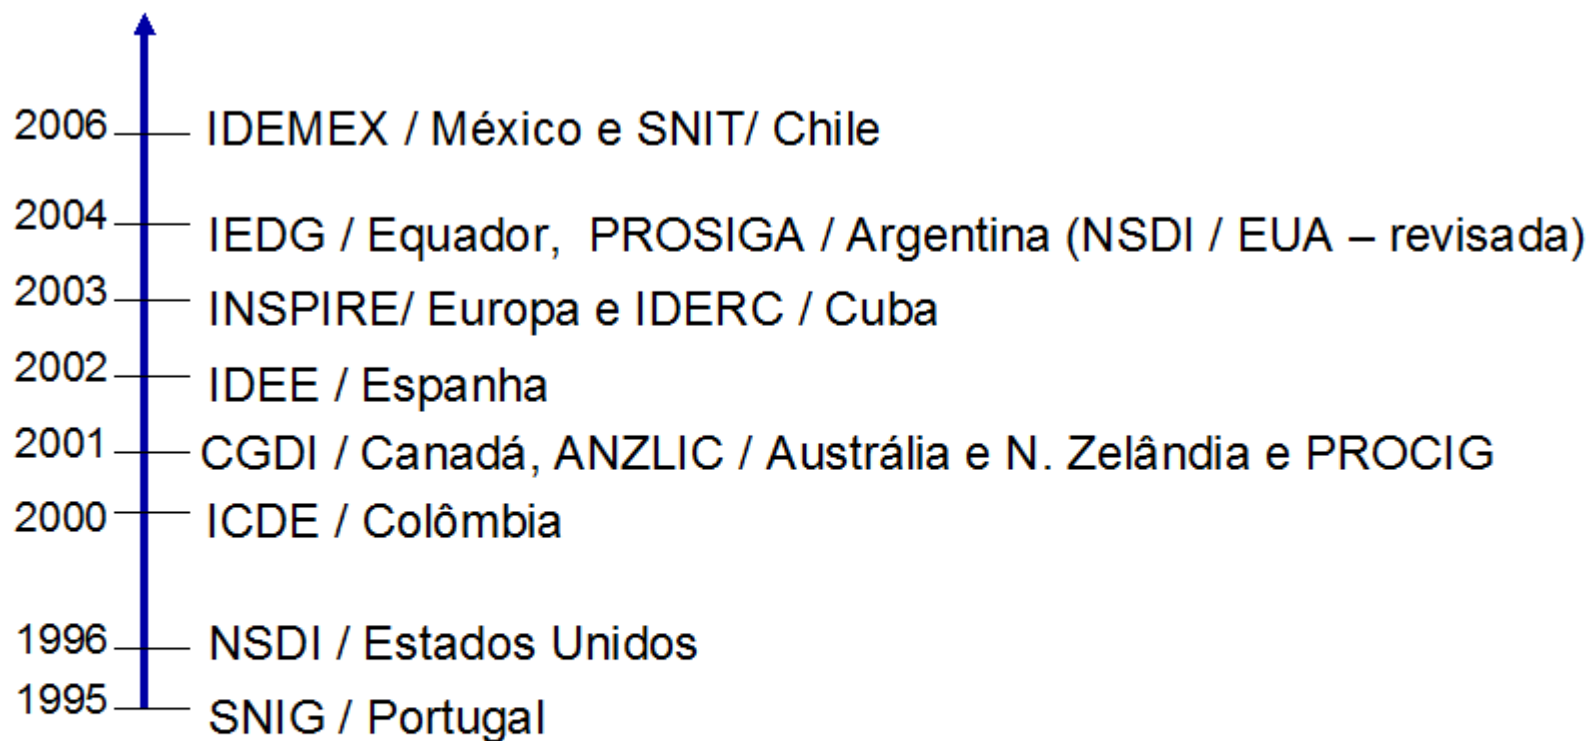 2006 IDEMEX / México e SNIT/ Chile
2004 IEDG / Equador, PROSIGA / Argentina (NSDI / EUA – revisada)
2003 INSPIRE/ Europa e IDERC / Cuba
2002 IDEE / Espanha
2001 CGDI / Canadá, ANZLIC / Austrália e N. Zelândia e PROCIG
2000 ICDE / Colômbia
1996 NSDI / Estados Unidos
1995 SNIG / Portugal